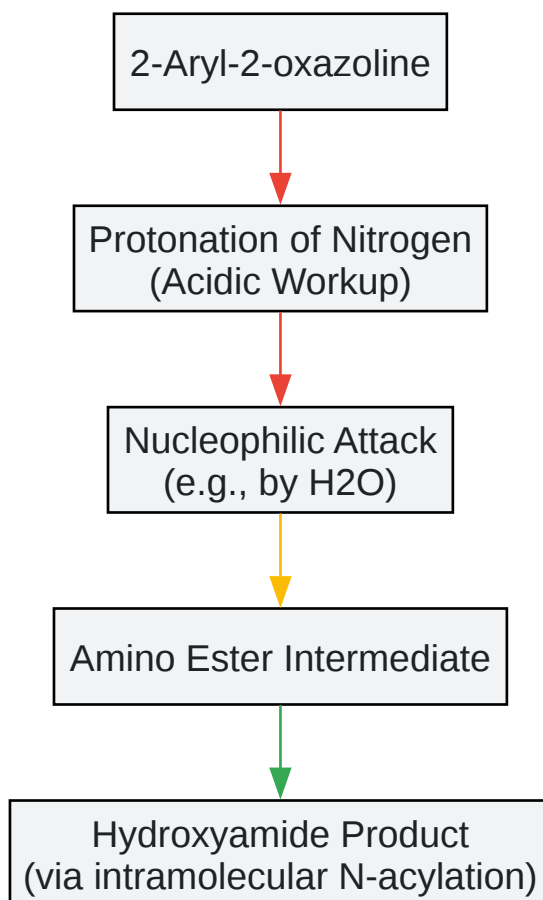 2-Aryl-2-oxazoline
Protonation of Nitrogen
(Acidic Workup)
Nucleophilic Attack
(e.g., by H2O)
Amino Ester Intermediate
Hydroxyamide Product
(via intramolecular N-acylation)